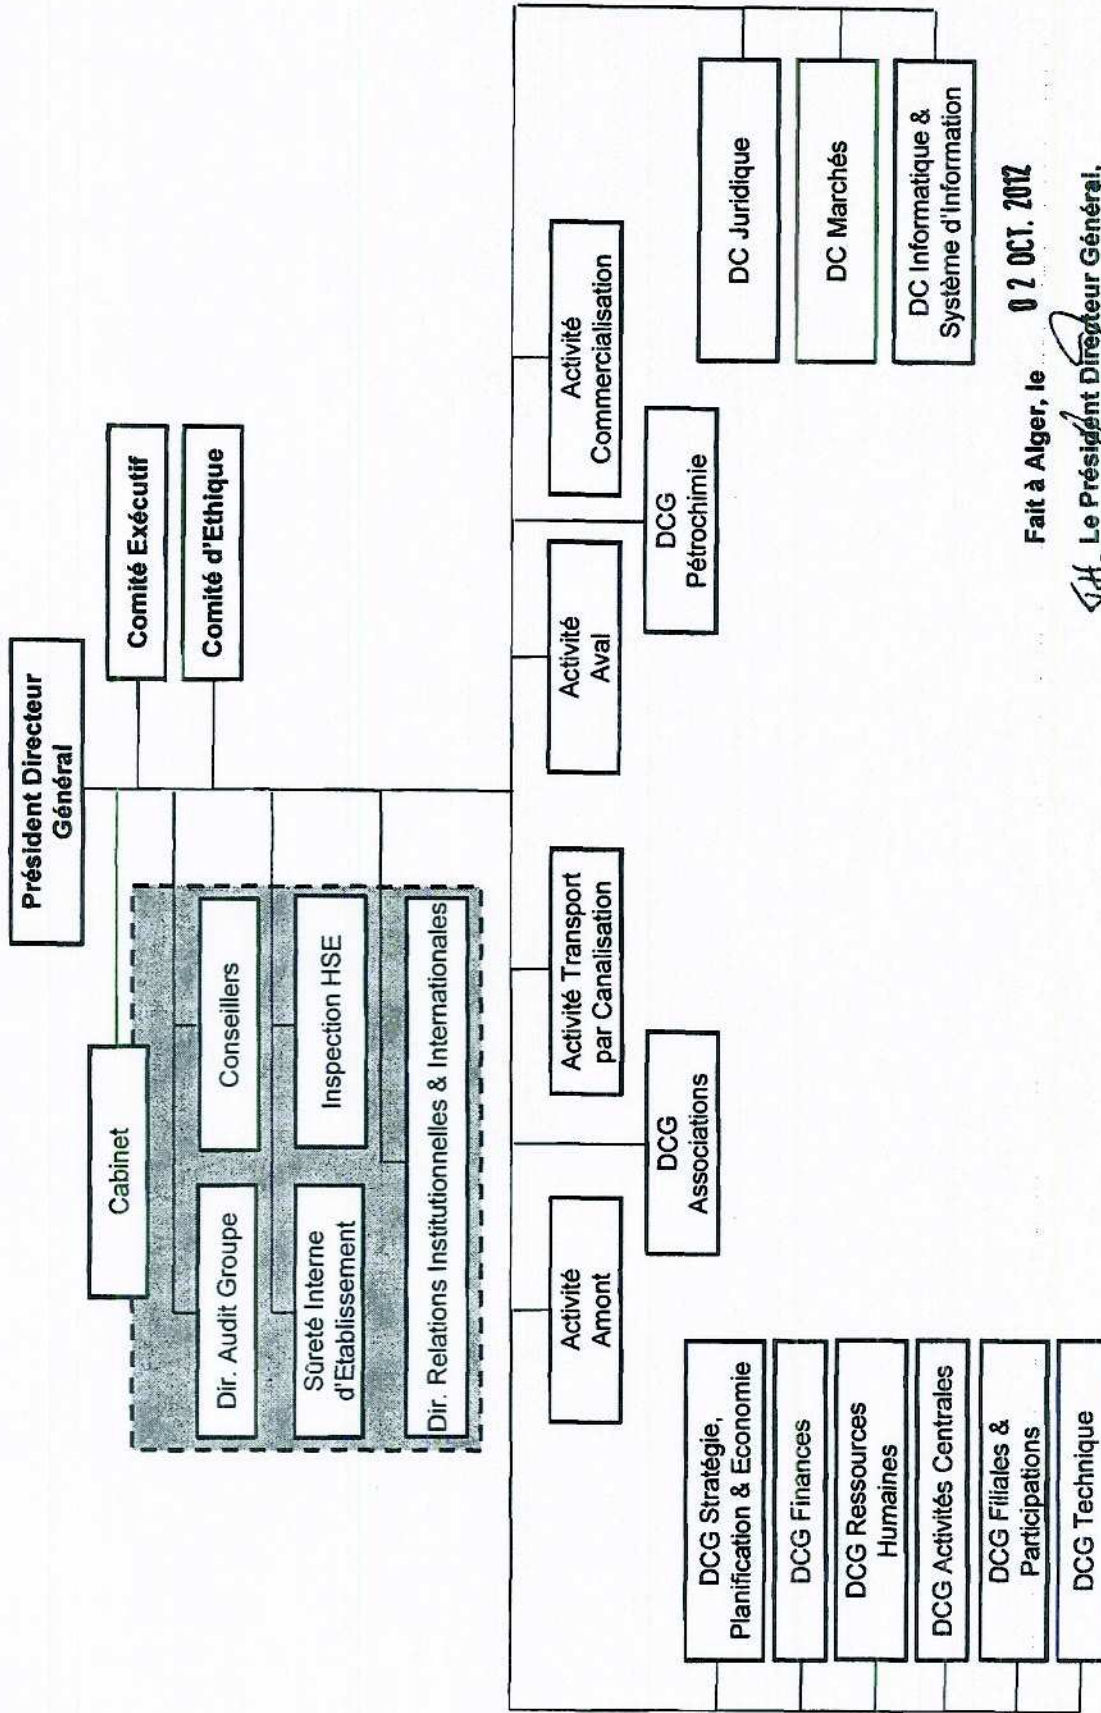 Président Directeur
Général
Cabinet
Comité Exécutif
Comité d'Ethique
Dir. Audit Groupe
Conseillers
Sûreté Interne
d'Etablissement
Inspection HSE
Dir. Relations Institutionnelles & Internationales
Activité
Amont
Activité Transport
par Canalisation
Activité
Aval
Activité
Commercialisation
DCG
Associations
DCG
Pétrochimie
DCG Stratégie,
Planification & Economie
DCG Finances
DCG Ressources
Humaines
DCG Activités Centrales
DCG Filiales &
Participations
DCG Technique
DC Juridique
DC Marchés
DC Informatique &
Système d'Information
Fait à Alger, le 02 OCT. 2012
Le Président Directeur Général,